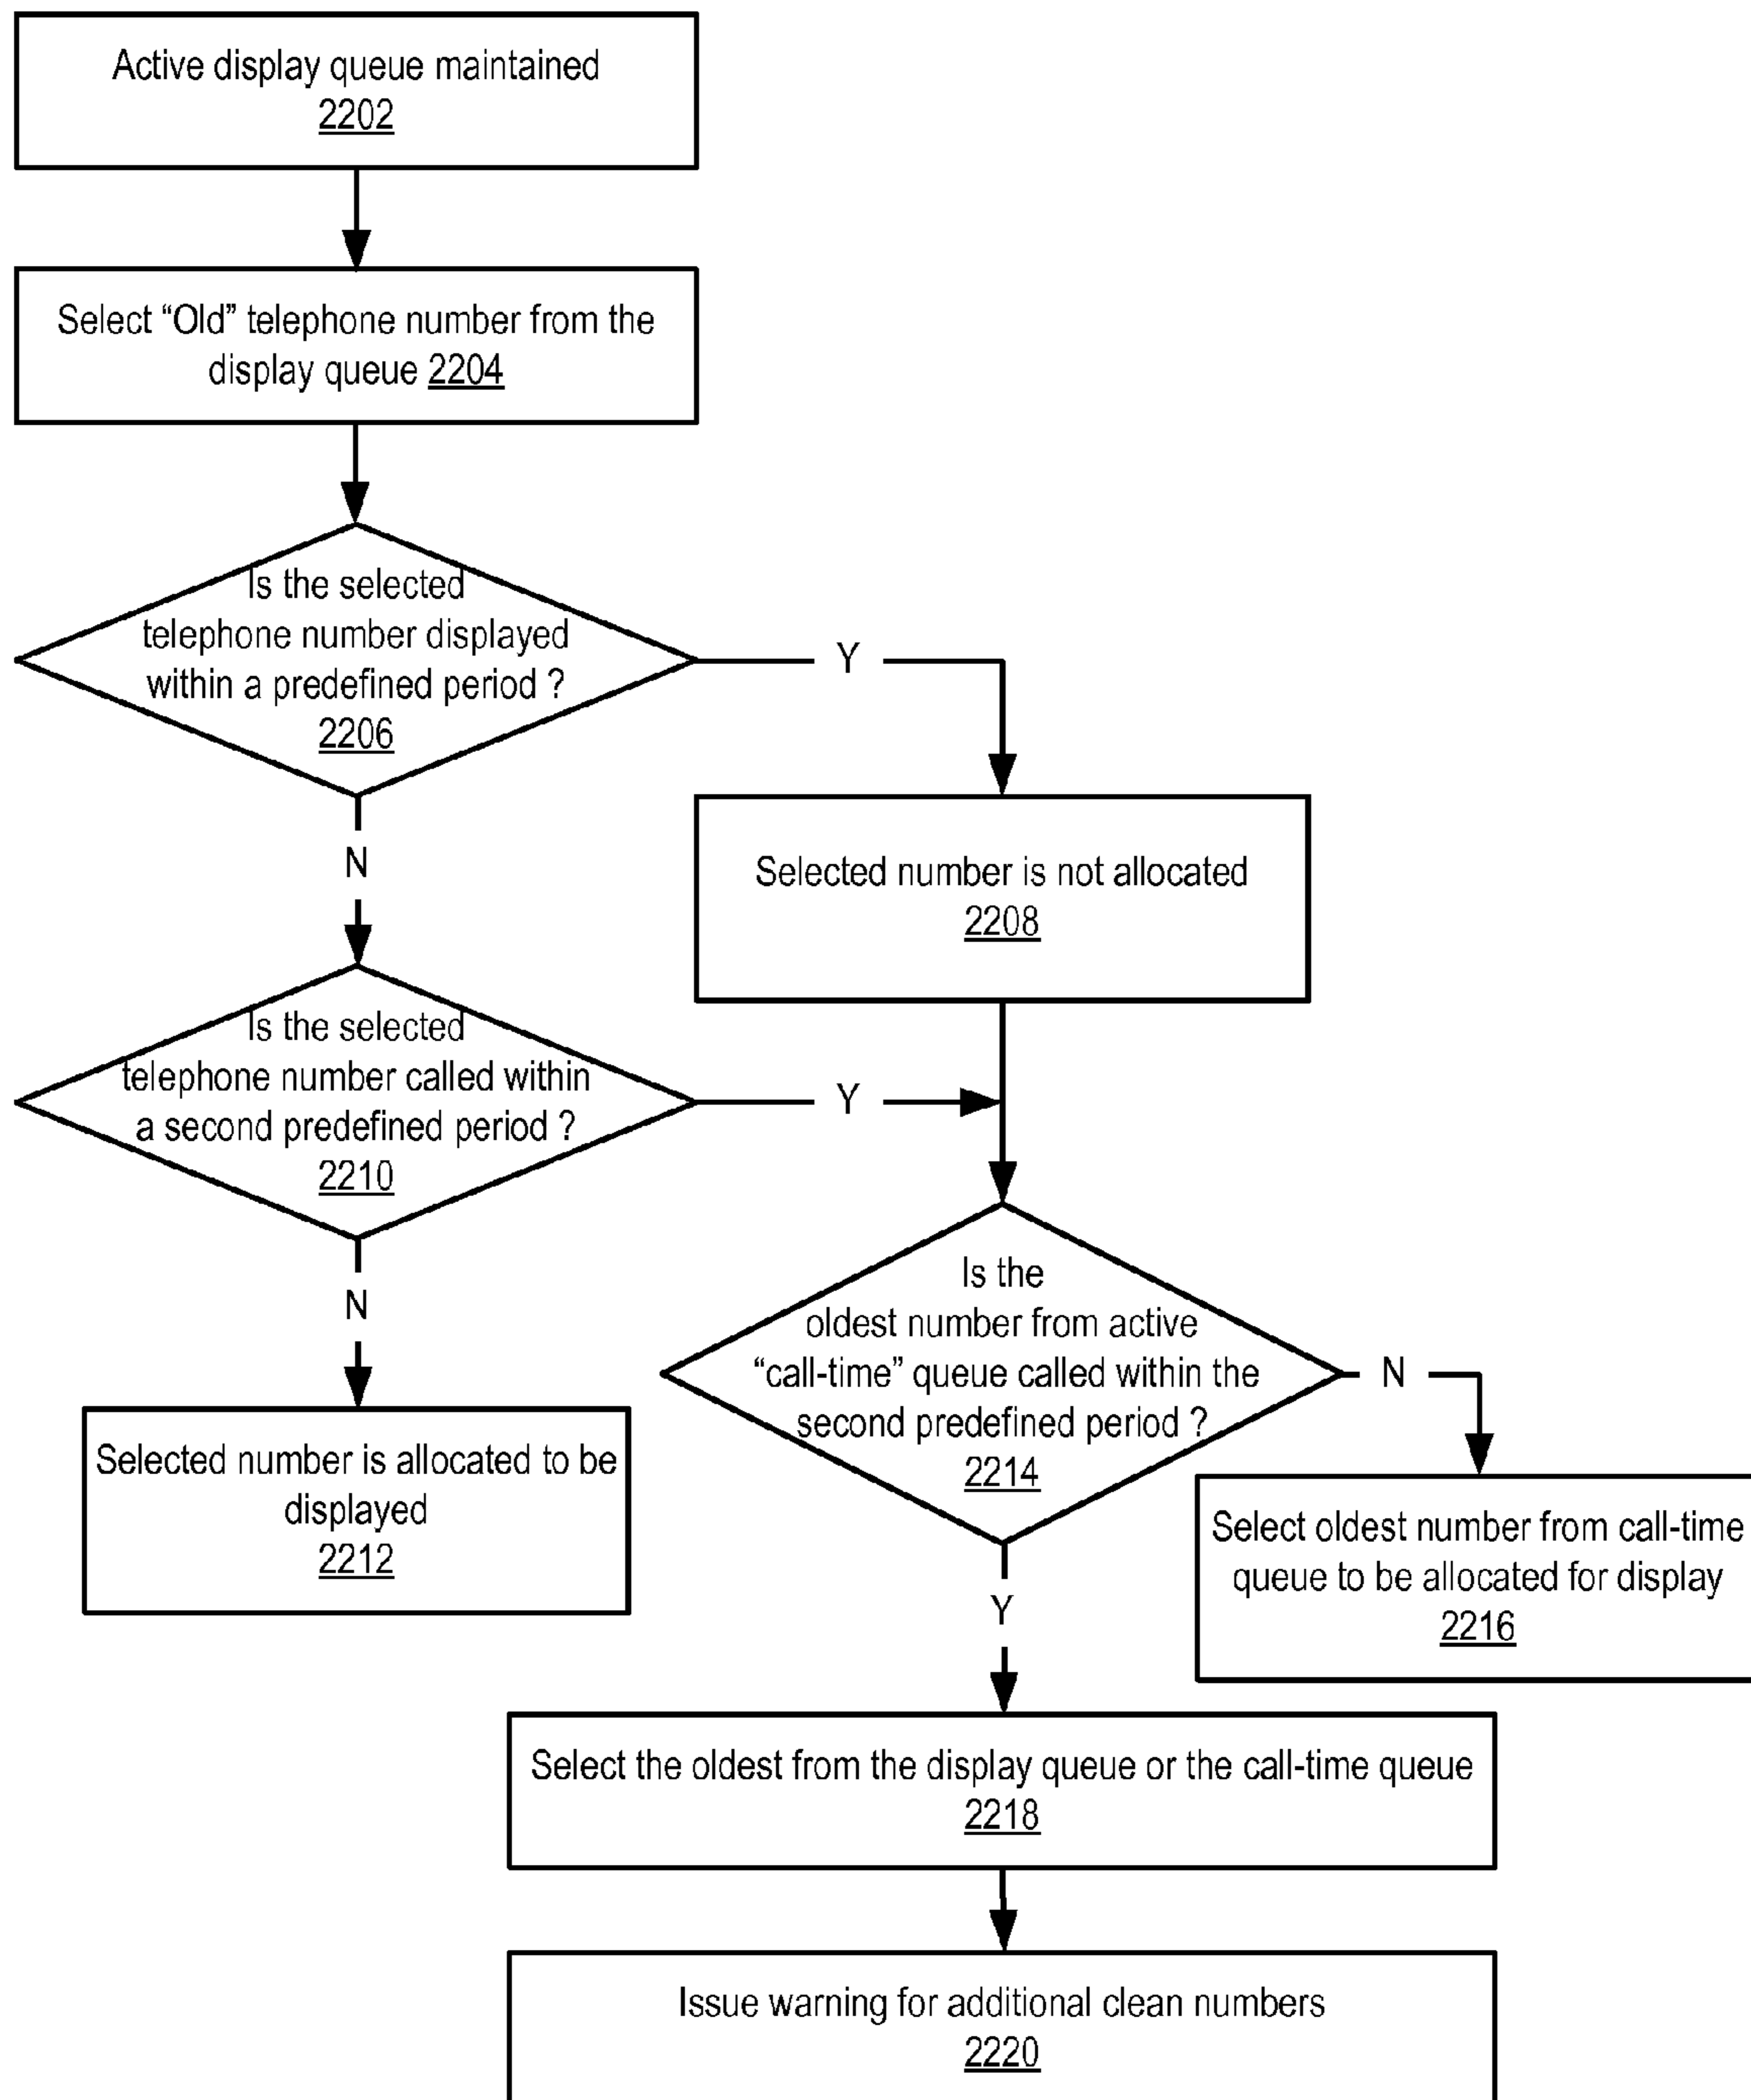 Active display queue maintained
2202
Select “Old” telephone number from the
display queue 2204
Is the selected
telephone number displayed
within a predefined period ?
2206
Y
N
Selected number is not allocated
2208
Is the selected
telephone number called within
a second predefined period ?
2210
Y
N
Selected number is allocated to be
displayed
2212
Is the
oldest number from active
“call-time” queue called within the
second predefined period ?
2214
N
Y
Select oldest number from call-time
queue to be allocated for display
2216
Select the oldest from the display queue or the call-time queue
2218
Issue warning for additional clean numbers
2220